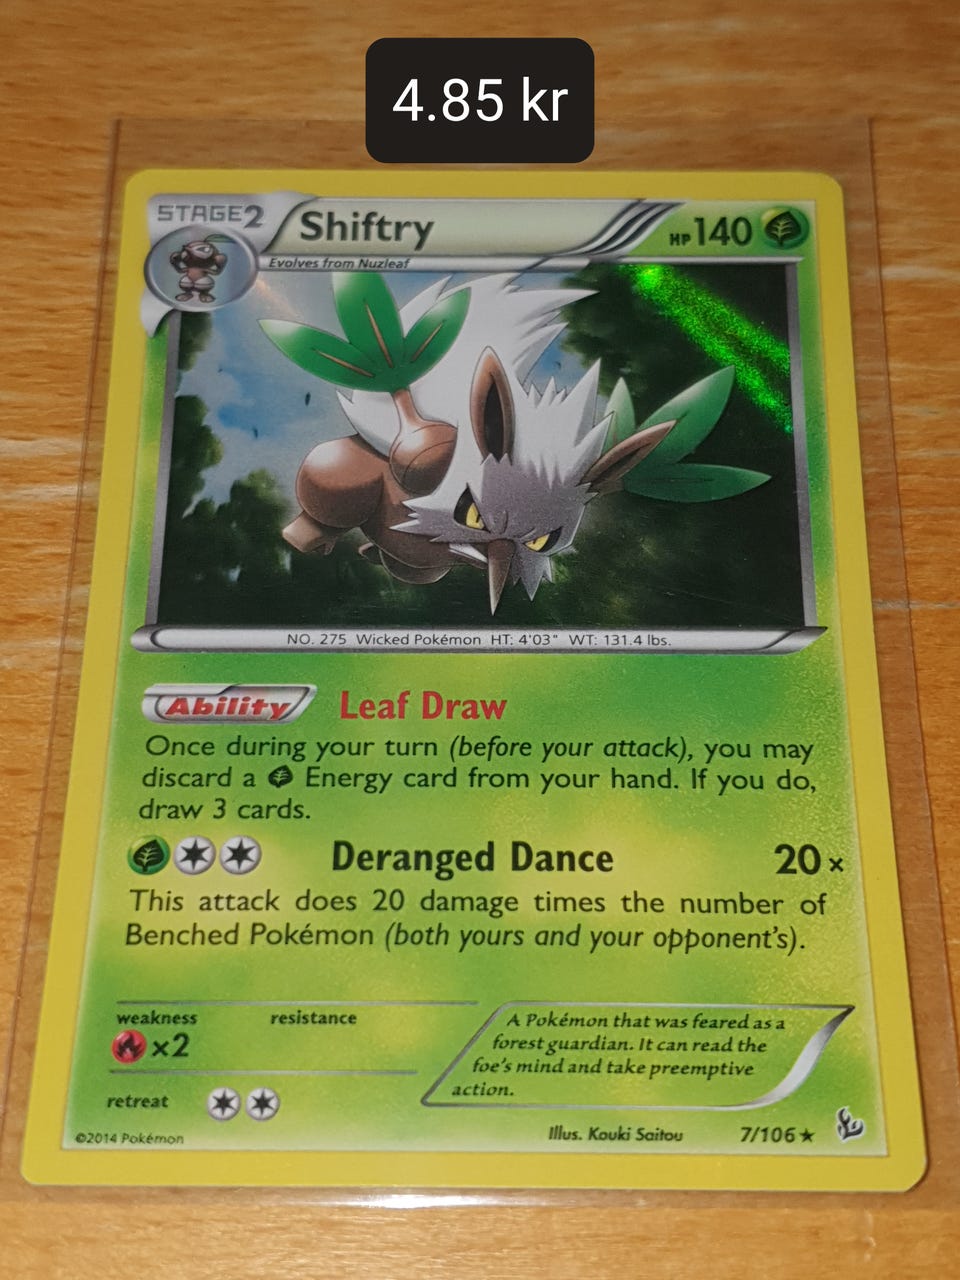 4.85 kr
STAGE2
Shiftry
HP 140
Evolves from Nuzleaf
NO. 275 Wicked Pokémon HT: 4'03" WT: 131.4 lbs.
Ability Leaf Draw
Once during your turn (before your attack), you may
discard a Energy card from your hand. If you do,
draw 3 cards.
Deranged Dance 20×
This attack does 20 damage times the number of
Benched Pokémon (both yours and your opponent's).
weakness resistance
×2
A Pokémon that was feared as a
forest guardian. It can read the
foe's mind and take preemptive
action.
retreat
©2014 Pokémon
Illus. Kouki Saitou
7/106 ★